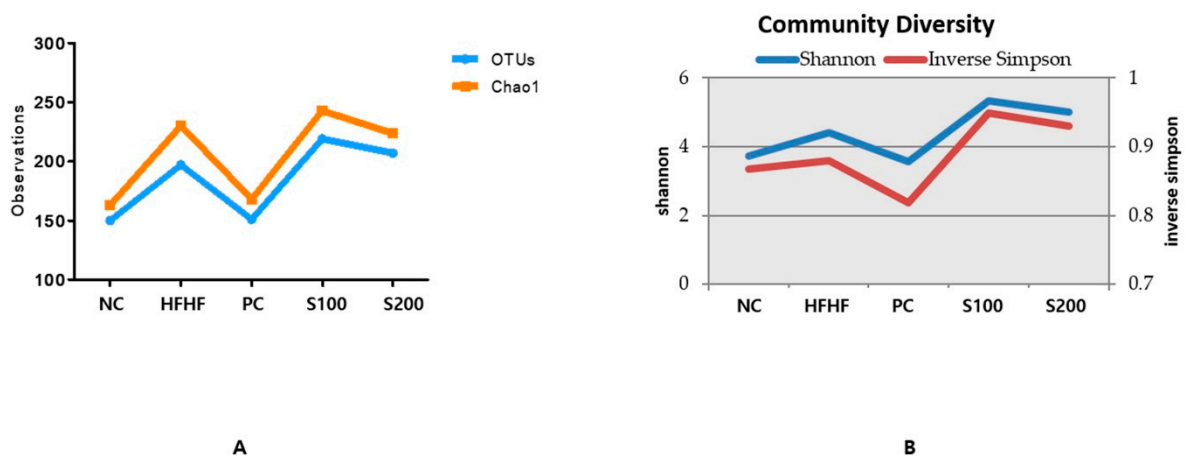 300
250
200
150
100
Observations
NC HFHF PC S100 S200
OTUs
Chao1
A
Community Diversity
Shannon Inverse Simpson
6
4
2
0
shannon
1
0.9
0.8
0.7
inverse simpson
NC HFHF PC S100 S200
B